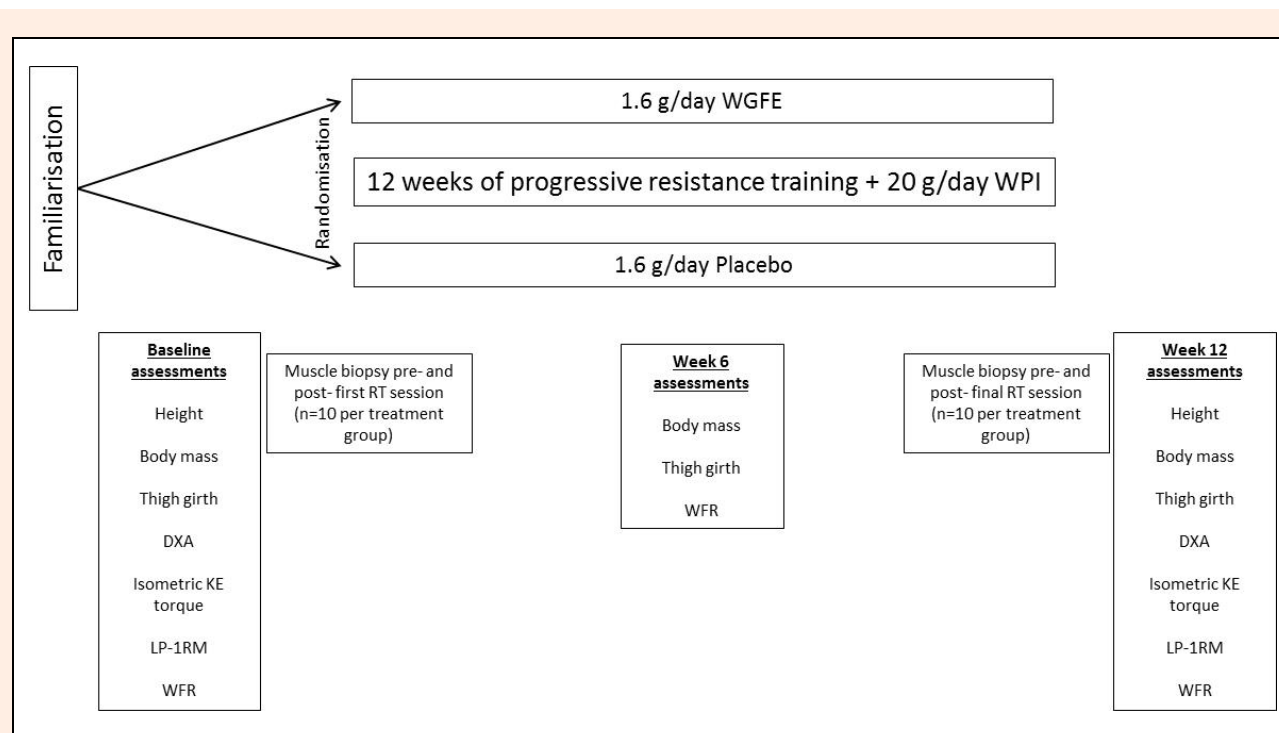 Familiarisation
Randomisation
1.6 g/day WGFE
12 weeks of progressive resistance training + 20 g/day WPI
1.6 g/day Placebo
Baseline
assessments
Height
Body mass
Thigh girth
DXA
Isometric KE
torque
LP-1RM
WFR
Muscle biopsy pre- and
post- first RT session
(n=10 per treatment
group)
Week 6
assessments
Body mass
Thigh girth
WFR
Muscle biopsy pre- and
post- final RT session
(n=10 per treatment
group)
Week 12
assessments
Height
Body mass
Thigh girth
DXA
Isometric KE
torque
LP-1RM
WFR